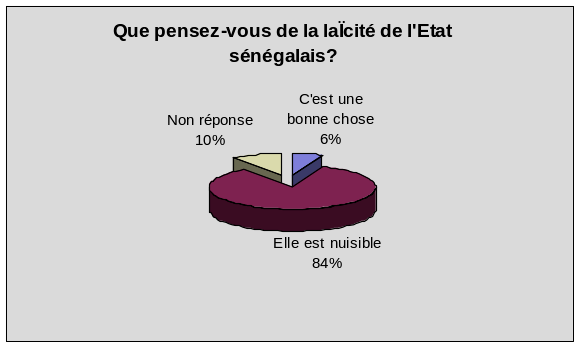 Que pensez-vous de la laÏcité de l'Etat
sénégalais?
C'est une
bonne chose
6%
Non réponse
10%
Elle est nuisible
84%